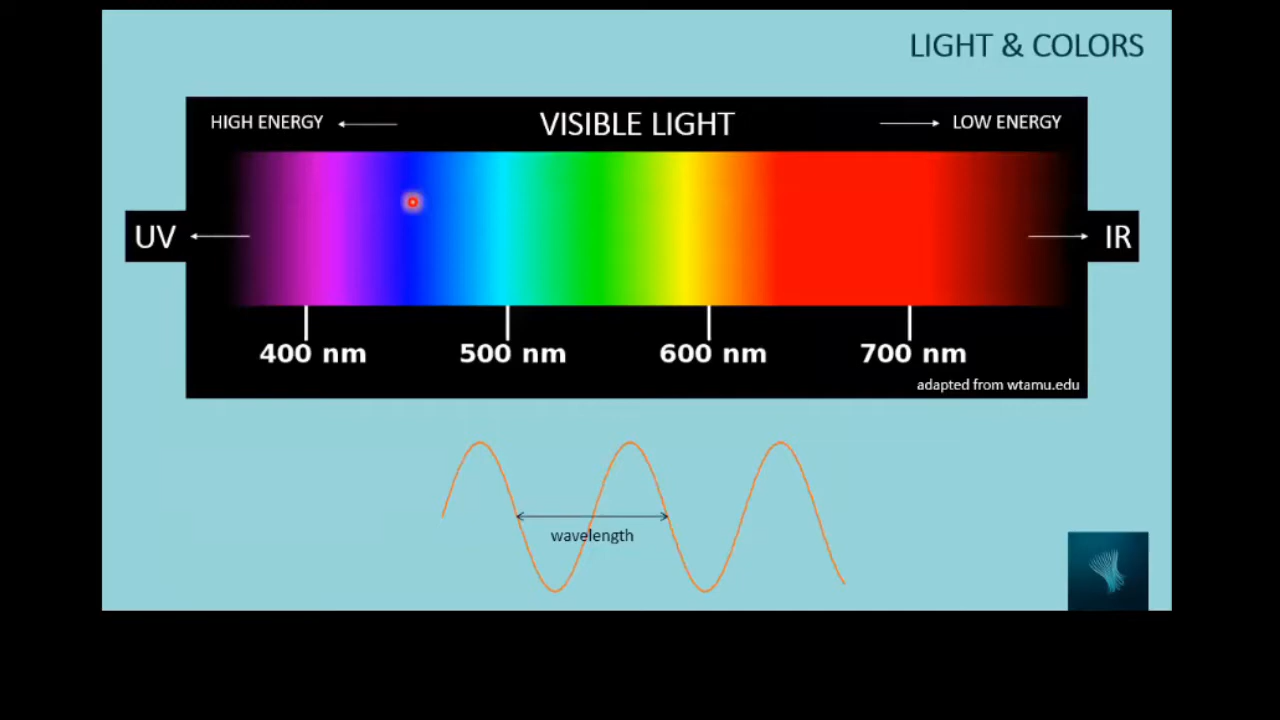 LIGHT & COLORS
HIGH ENERGY
VISIBLE LIGHT
LOW ENERGY
UV
IR
400 nm
500 nm
600 nm
700 nm
adapted from wtamu.edu
wavelength